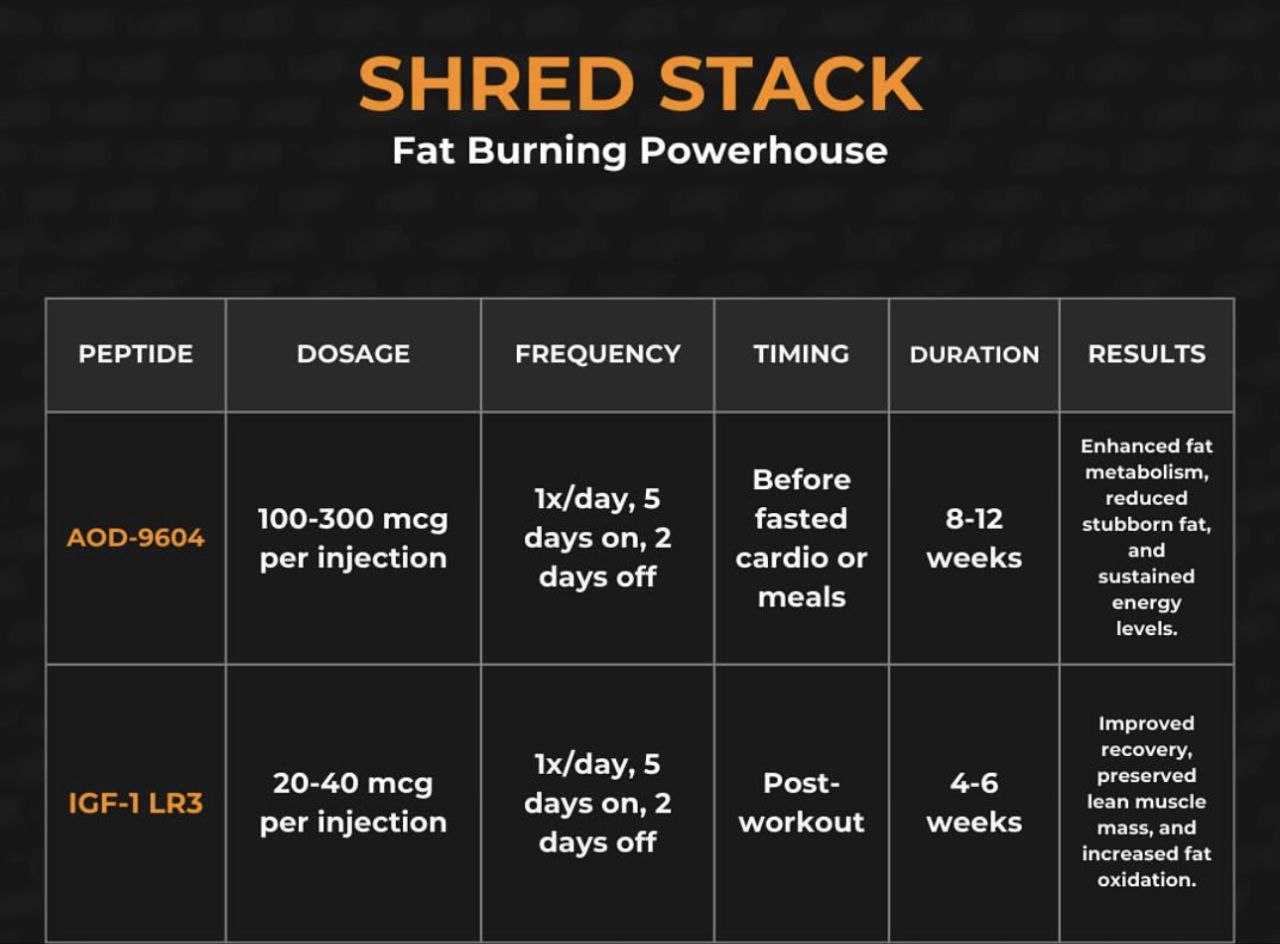 SHRED STACK
Fat Burning Powerhouse
PEPTIDE
DOSAGE
FREQUENCY
TIMING
DURATION
RESULTS
AOD-9604
100-300 mcg
per injection
1x/day, 5
days on, 2
days off
Before
fasted
cardio or
meals
8-12
weeks
Enhanced fat
metabolism,
reduced
stubborn fat,
and
sustained
energy
levels.
IGF-1 LR3
20-40 mcg
per injection
1x/day, 5
days on, 2
days off
Post-
workout
4-6
weeks
Improved
recovery,
preserved
lean muscle
mass, and
increased fat
oxidation.